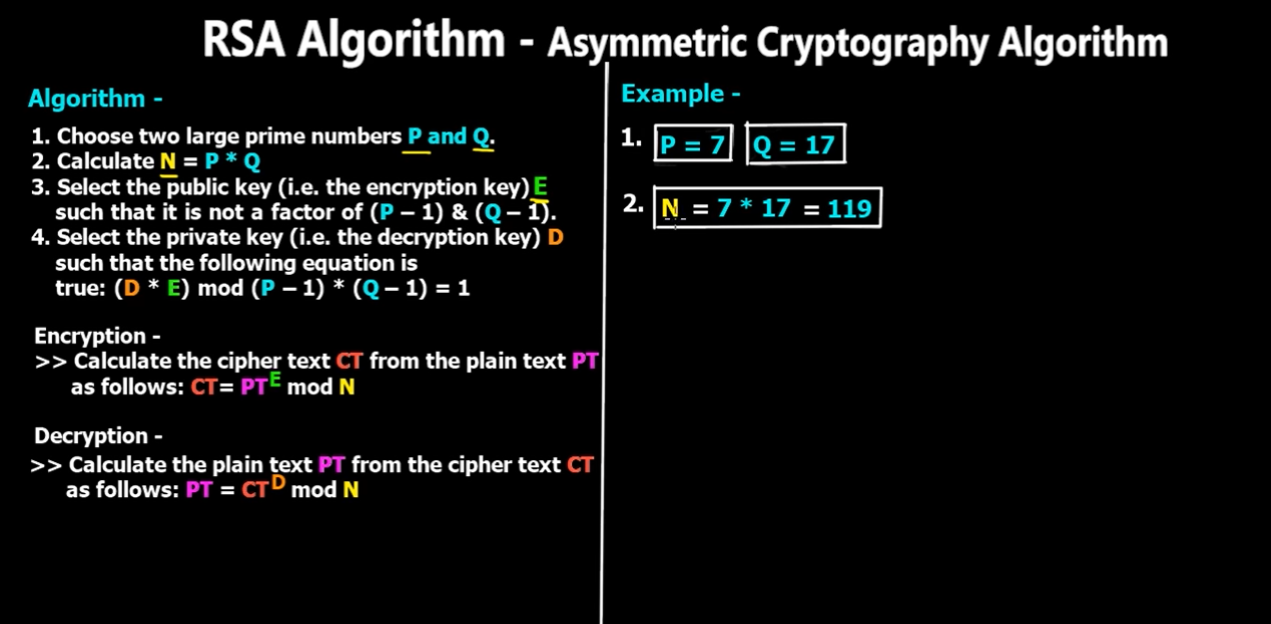 RSA Algorithm - Asymmetric Cryptography Algorithm
Algorithm -
1. Choose two large prime numbers P and Q.
2. Calculate N = P * Q
3. Select the public key (i.e. the encryption key) E
such that it is not a factor of (P – 1) & (Q – 1).
4. Select the private key (i.e. the decryption key) D
such that the following equation is
true: (D * E) mod (P – 1) * (Q – 1) = 1
Encryption -
>> Calculate the cipher text CT from the plain text PT
as follows: CT= PT^E mod N
Decryption -
>> Calculate the plain text PT from the cipher text CT
as follows: PT = CT^D mod N
Example -
1. P = 7 Q = 17
2. N = 7 * 17 = 119